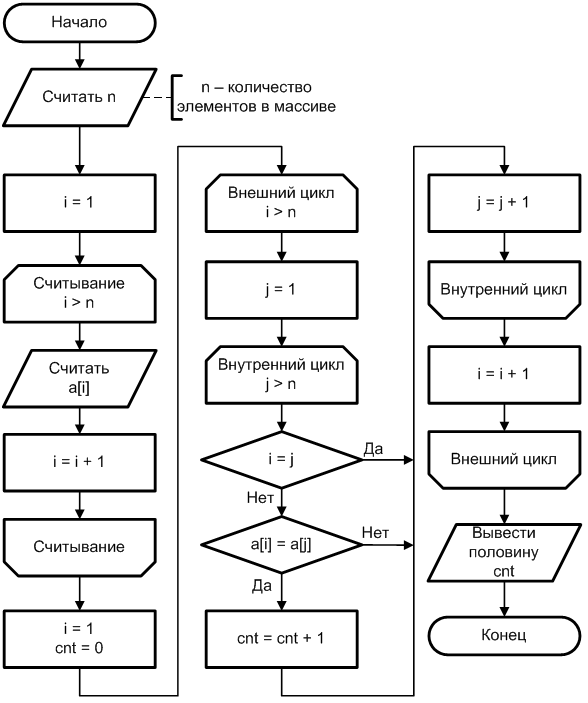 Начало
Считать n
n – количество
элементов в массиве
i = 1
Считывание
i > n
Считать
a[i]
i = i + 1
Считывание
i = 1
cnt = 0
Внешний цикл
i > n
j = 1
Внутренний цикл
j > n
i = j
Да
Нет
a[i] = a[j]
Нет
Да
cnt = cnt + 1
j = j + 1
Внутренний цикл
i = i + 1
Внешний цикл
Вывести
половину
cnt
Конец